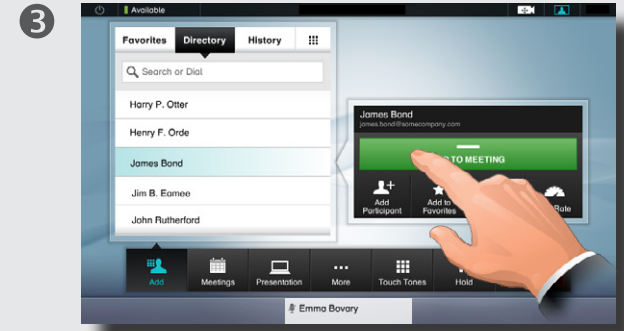 3
Available
Favorites Directory History
Search or Dial
Harry P. Otter
Henry F. Orde
James Bond
Jim B. Eamee
John Rutherford
James Bond
james.bond@somecompany.com
TO MEETING
Add Participant
Add to Favorites
Rate
Add Meetings Presentation More Touch Tones Hold
Emma Bovary